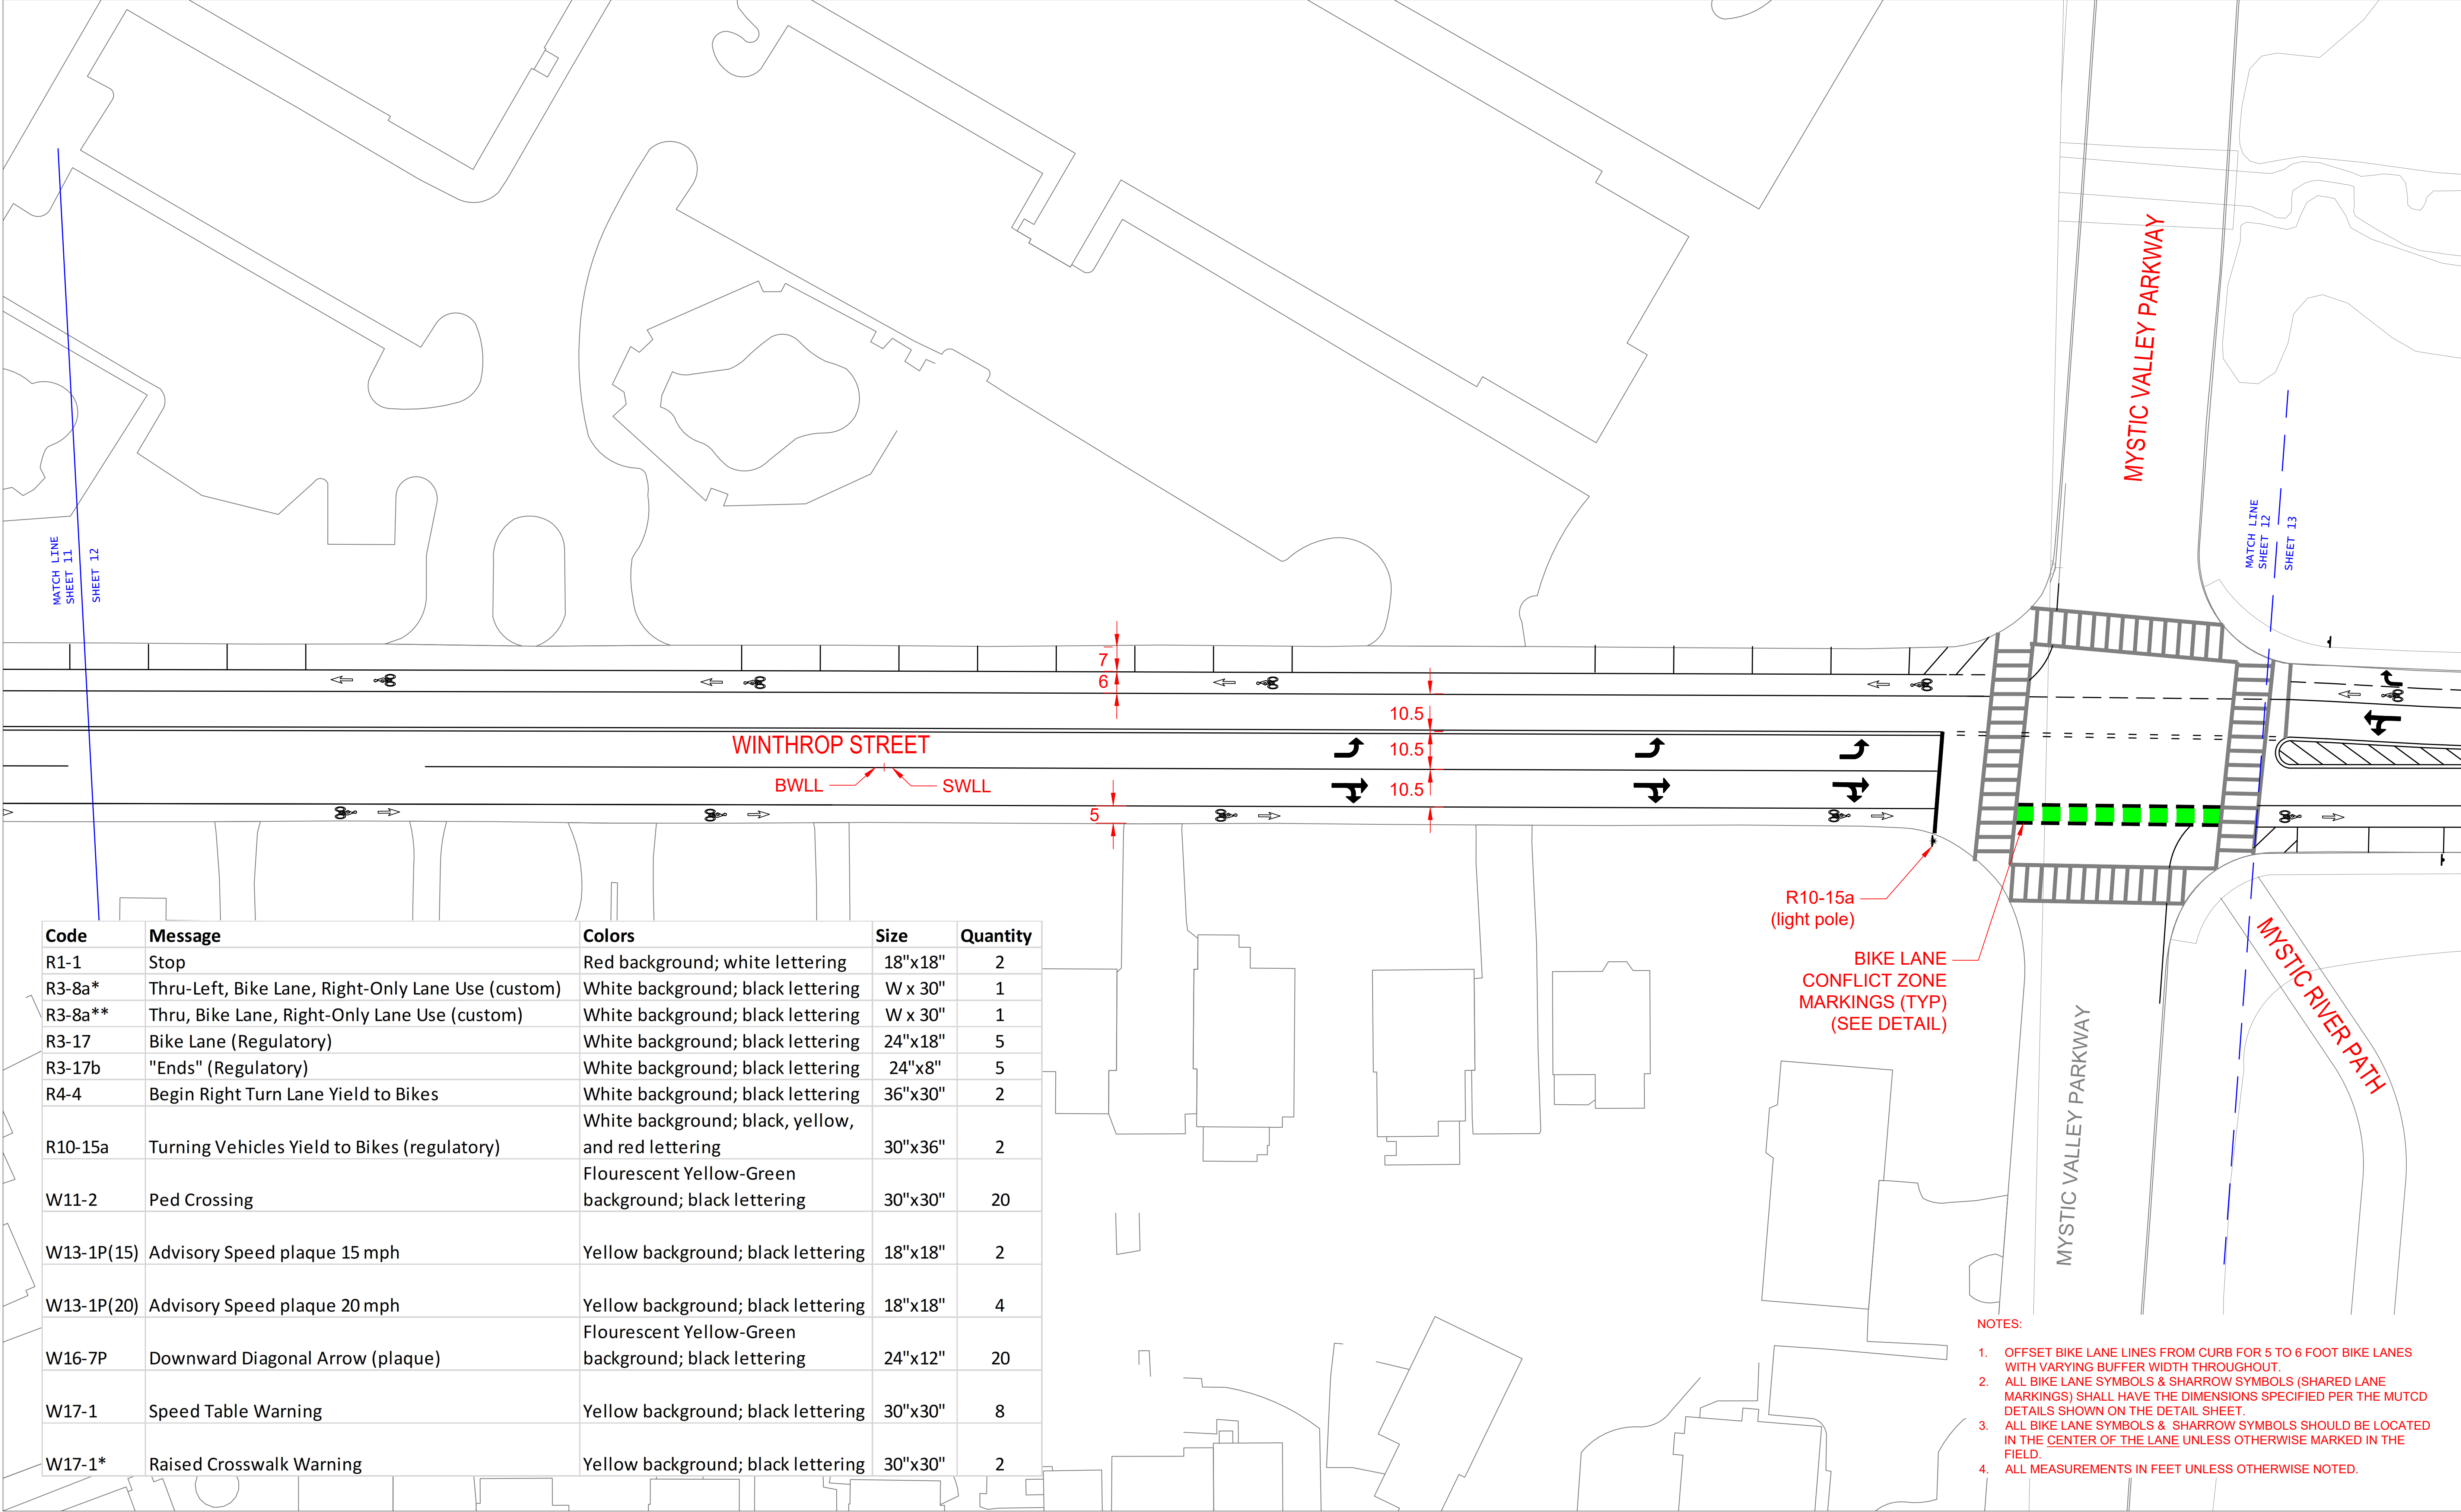 MYSTIC VALLEY PARKWAY
MATCH LINE
SHEET 11
SHEET 12
MATCH LINE
SHEET 12
SHEET 13
7
6
10.5
10.5
10.5
5
WINTHROP STREET
BWLL
SWLL
R10-15a
(light pole)
BIKE LANE
CONFLICT ZONE
MARKINGS (TYP)
(SEE DETAIL)
MYSTIC RIVER PATH
MYSTIC VALLEY PARKWAY
Code Message Colors Size Quantity
R1-1 Stop Red background; white lettering 18"x18" 2
R3-8a* Thru-Left, Bike Lane, Right-Only Lane Use (custom) White background; black lettering W x 30" 1
R3-8a** Thru, Bike Lane, Right-Only Lane Use (custom) White background; black lettering W x 30" 1
R3-17 Bike Lane (Regulatory) White background; black lettering 24"x18" 5
R3-17b "Ends" (Regulatory) White background; black lettering 24"x8" 5
R4-4 Begin Right Turn Lane Yield to Bikes White background; black lettering 36"x30" 2
White background; black, yellow,
R10-15a Turning Vehicles Yield to Bikes (regulatory) and red lettering 30"x36" 2
Flourescent Yellow-Green
W11-2 Ped Crossing background; black lettering 30"x30" 20
W13-1P(15) Advisory Speed plaque 15 mph Yellow background; black lettering 18"x18" 2
W13-1P(20) Advisory Speed plaque 20 mph Yellow background; black lettering 18"x18" 4
Flourescent Yellow-Green
W16-7P Downward Diagonal Arrow (plaque) background; black lettering 24"x12" 20
W17-1 Speed Table Warning Yellow background; black lettering 30"x30" 8
W17-1* Raised Crosswalk Warning Yellow background; black lettering 30"x30" 2
NOTES:
1. OFFSET BIKE LANE LINES FROM CURB FOR 5 TO 6 FOOT BIKE LANES
WITH VARYING BUFFER WIDTH THROUGHOUT.
2. ALL BIKE LANE SYMBOLS & SHARROW SYMBOLS (SHARED LANE
MARKINGS) SHALL HAVE THE DIMENSIONS SPECIFIED PER THE MUTCD
DETAILS SHOWN ON THE DETAIL SHEET.
3. ALL BIKE LANE SYMBOLS & SHARROW SYMBOLS SHOULD BE LOCATED
IN THE CENTER OF THE LANE UNLESS OTHERWISE MARKED IN THE
FIELD.
4. ALL MEASUREMENTS IN FEET UNLESS OTHERWISE NOTED.